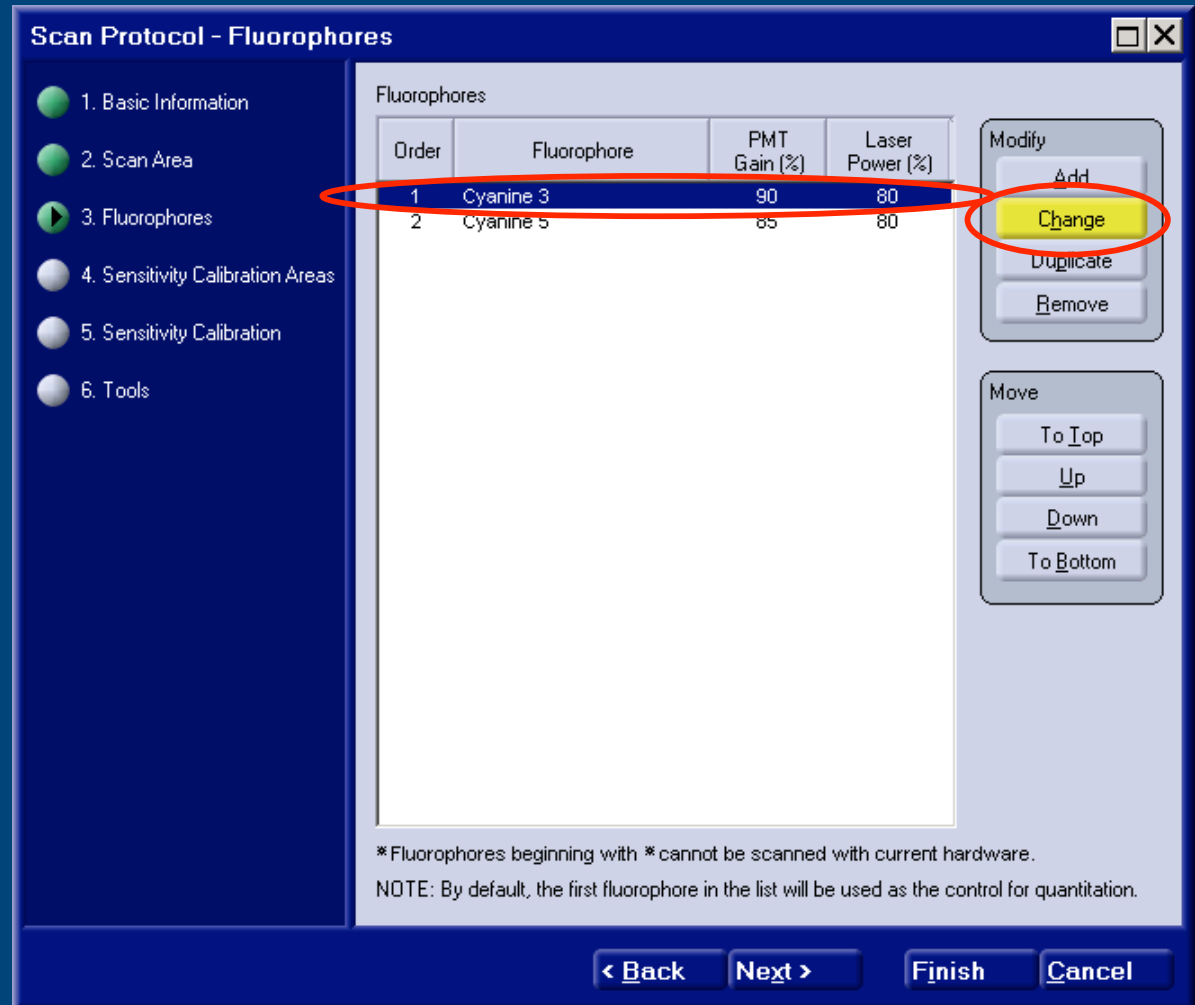 Scan Protocol - Fluorophores
1. Basic Information
2. Scan Area
3. Fluorophores
4. Sensitivity Calibration Areas
5. Sensitivity Calibration
6. Tools
Fluorophores
Order Fluorophore PMT Gain (%) Laser Power (%)
1 Cyanine 3 90 80
2 Cyanine 5 85 80
Modify
Add
Change
Duplicate
Remove
Move
To Top
Up
Down
To Bottom
*Fluorophores beginning with * cannot be scanned with current hardware.
NOTE: By default, the first fluorophore in the list will be used as the control for quantitation.
< Back Next > Finish Cancel